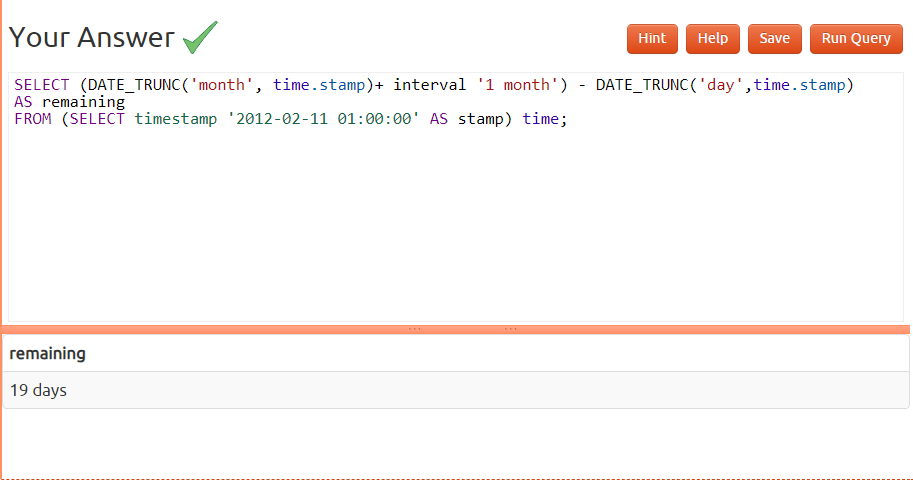 Your Answer
Hint Help Save Run Query
SELECT (DATE_TRUNC('month', time.stamp)+ interval '1 month') - DATE_TRUNC('day',time.stamp)
AS remaining
FROM (SELECT timestamp '2012-02-11 01:00:00' AS stamp) time;
remaining
19 days